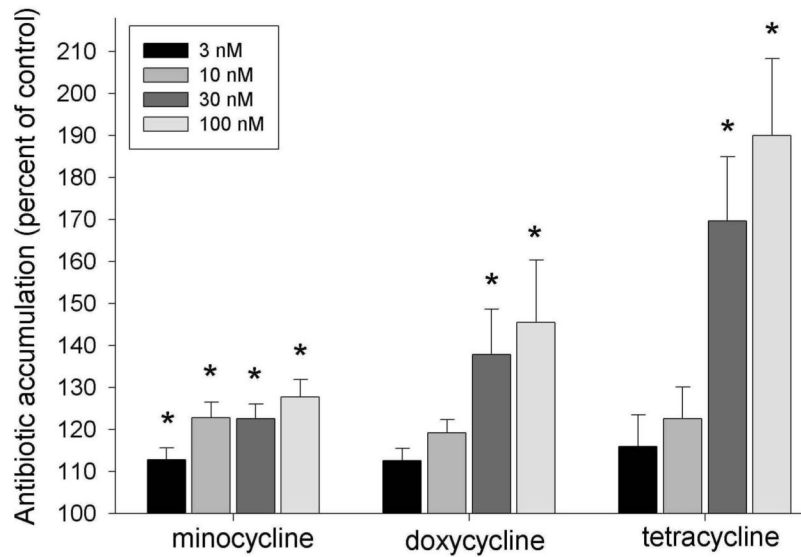 Antibiotic accumulation (percent of control)
210
200
190
180
170
160
150
140
130
120
110
100
3 nM
10 nM
30 nM
100 nM
* * * *
* *
* *
minocycline doxycycline tetracycline